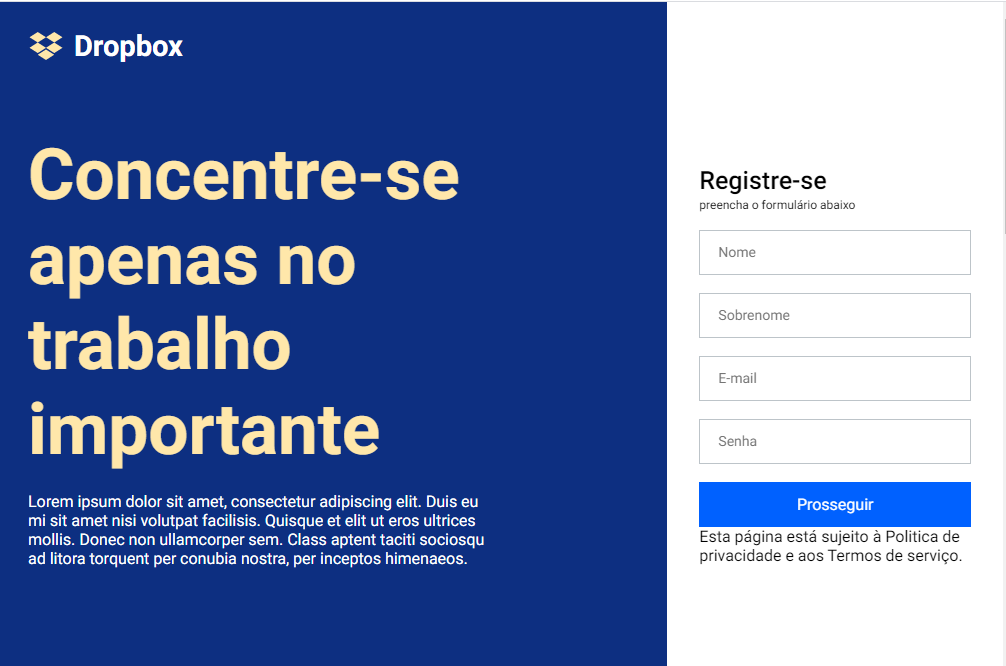 Dropbox
Concentre-se
apenas no
trabalho
importante
Lorem ipsum dolor sit amet, consectetur adipiscing elit. Duis eu
mi sit amet nisi volutpat facilisis. Quisque et elit ut eros ultrices
mollis. Donec non ullamcorper sem. Class aptent taciti sociosqu
ad litora torquent per conubia nostra, per inceptos himenaeos.
Registre-se
preencha o formulário abaixo
Nome
Sobrenome
E-mail
Senha
Prosseguir
Esta página está sujeito à Politica de
privacidade e aos Termos de serviço.